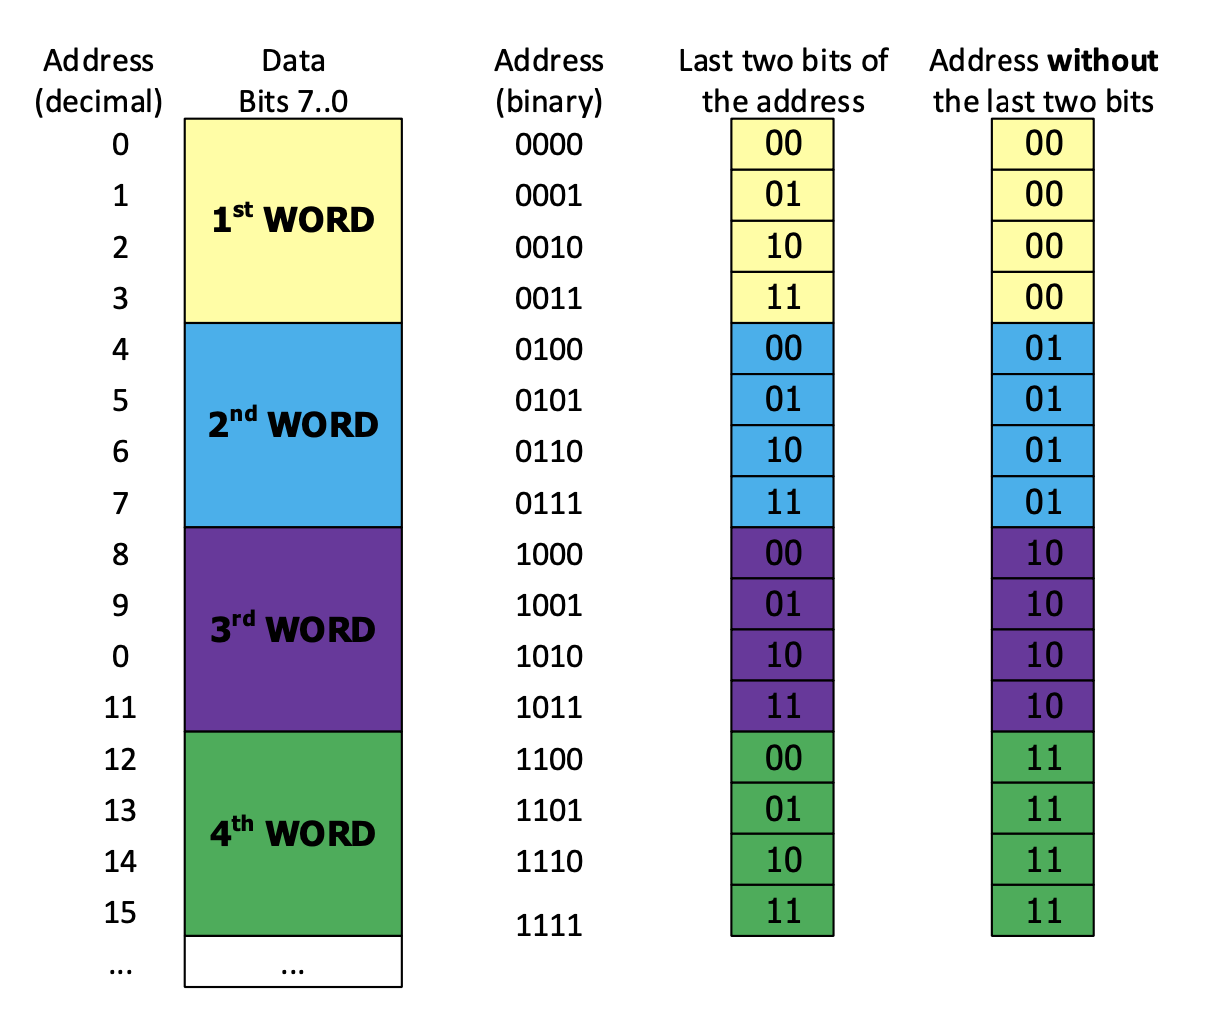 Address Data Address Last two bits of Address without
(decimal) Bits 7..0 (binary) the address the last two bits
0 0000 00 00
1 0001 01 00
1st WORD
2 0010 10 00
3 0011 11 00
4 0100 00 01
5 0101 01 01
2nd WORD
6 0110 10 01
7 0111 11 01
8 1000 00 10
9 1001 01 10
3rd WORD
0 1010 10 10
11 1011 11 10
12 1100 00 11
13 1101 01 11
4th WORD
14 1110 10 11
15 1111 11 11
... ...